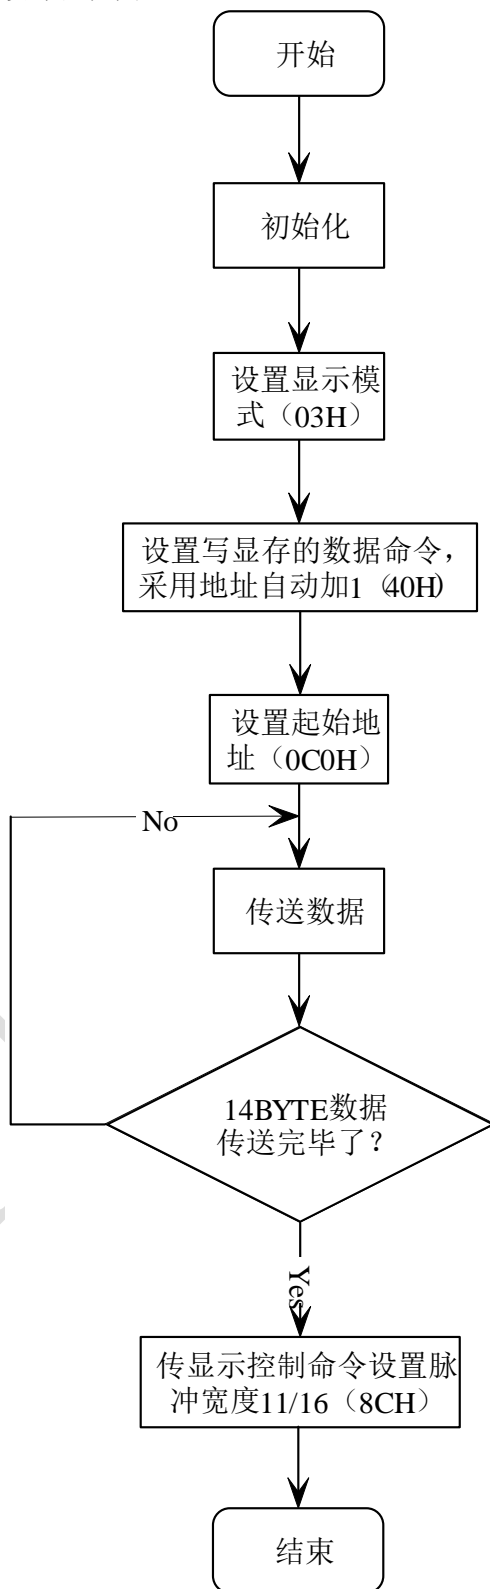 开始
初始化
设置显示模
式（03H）
设置写显存的数据命令，
采用地址自动加1（40H）
设置起始地
址（0C0H）
No
传送数据
14BYTE数据
传送完毕了？
Yes
传显示控制命令设置脉
冲宽度11/16（8CH）
结束